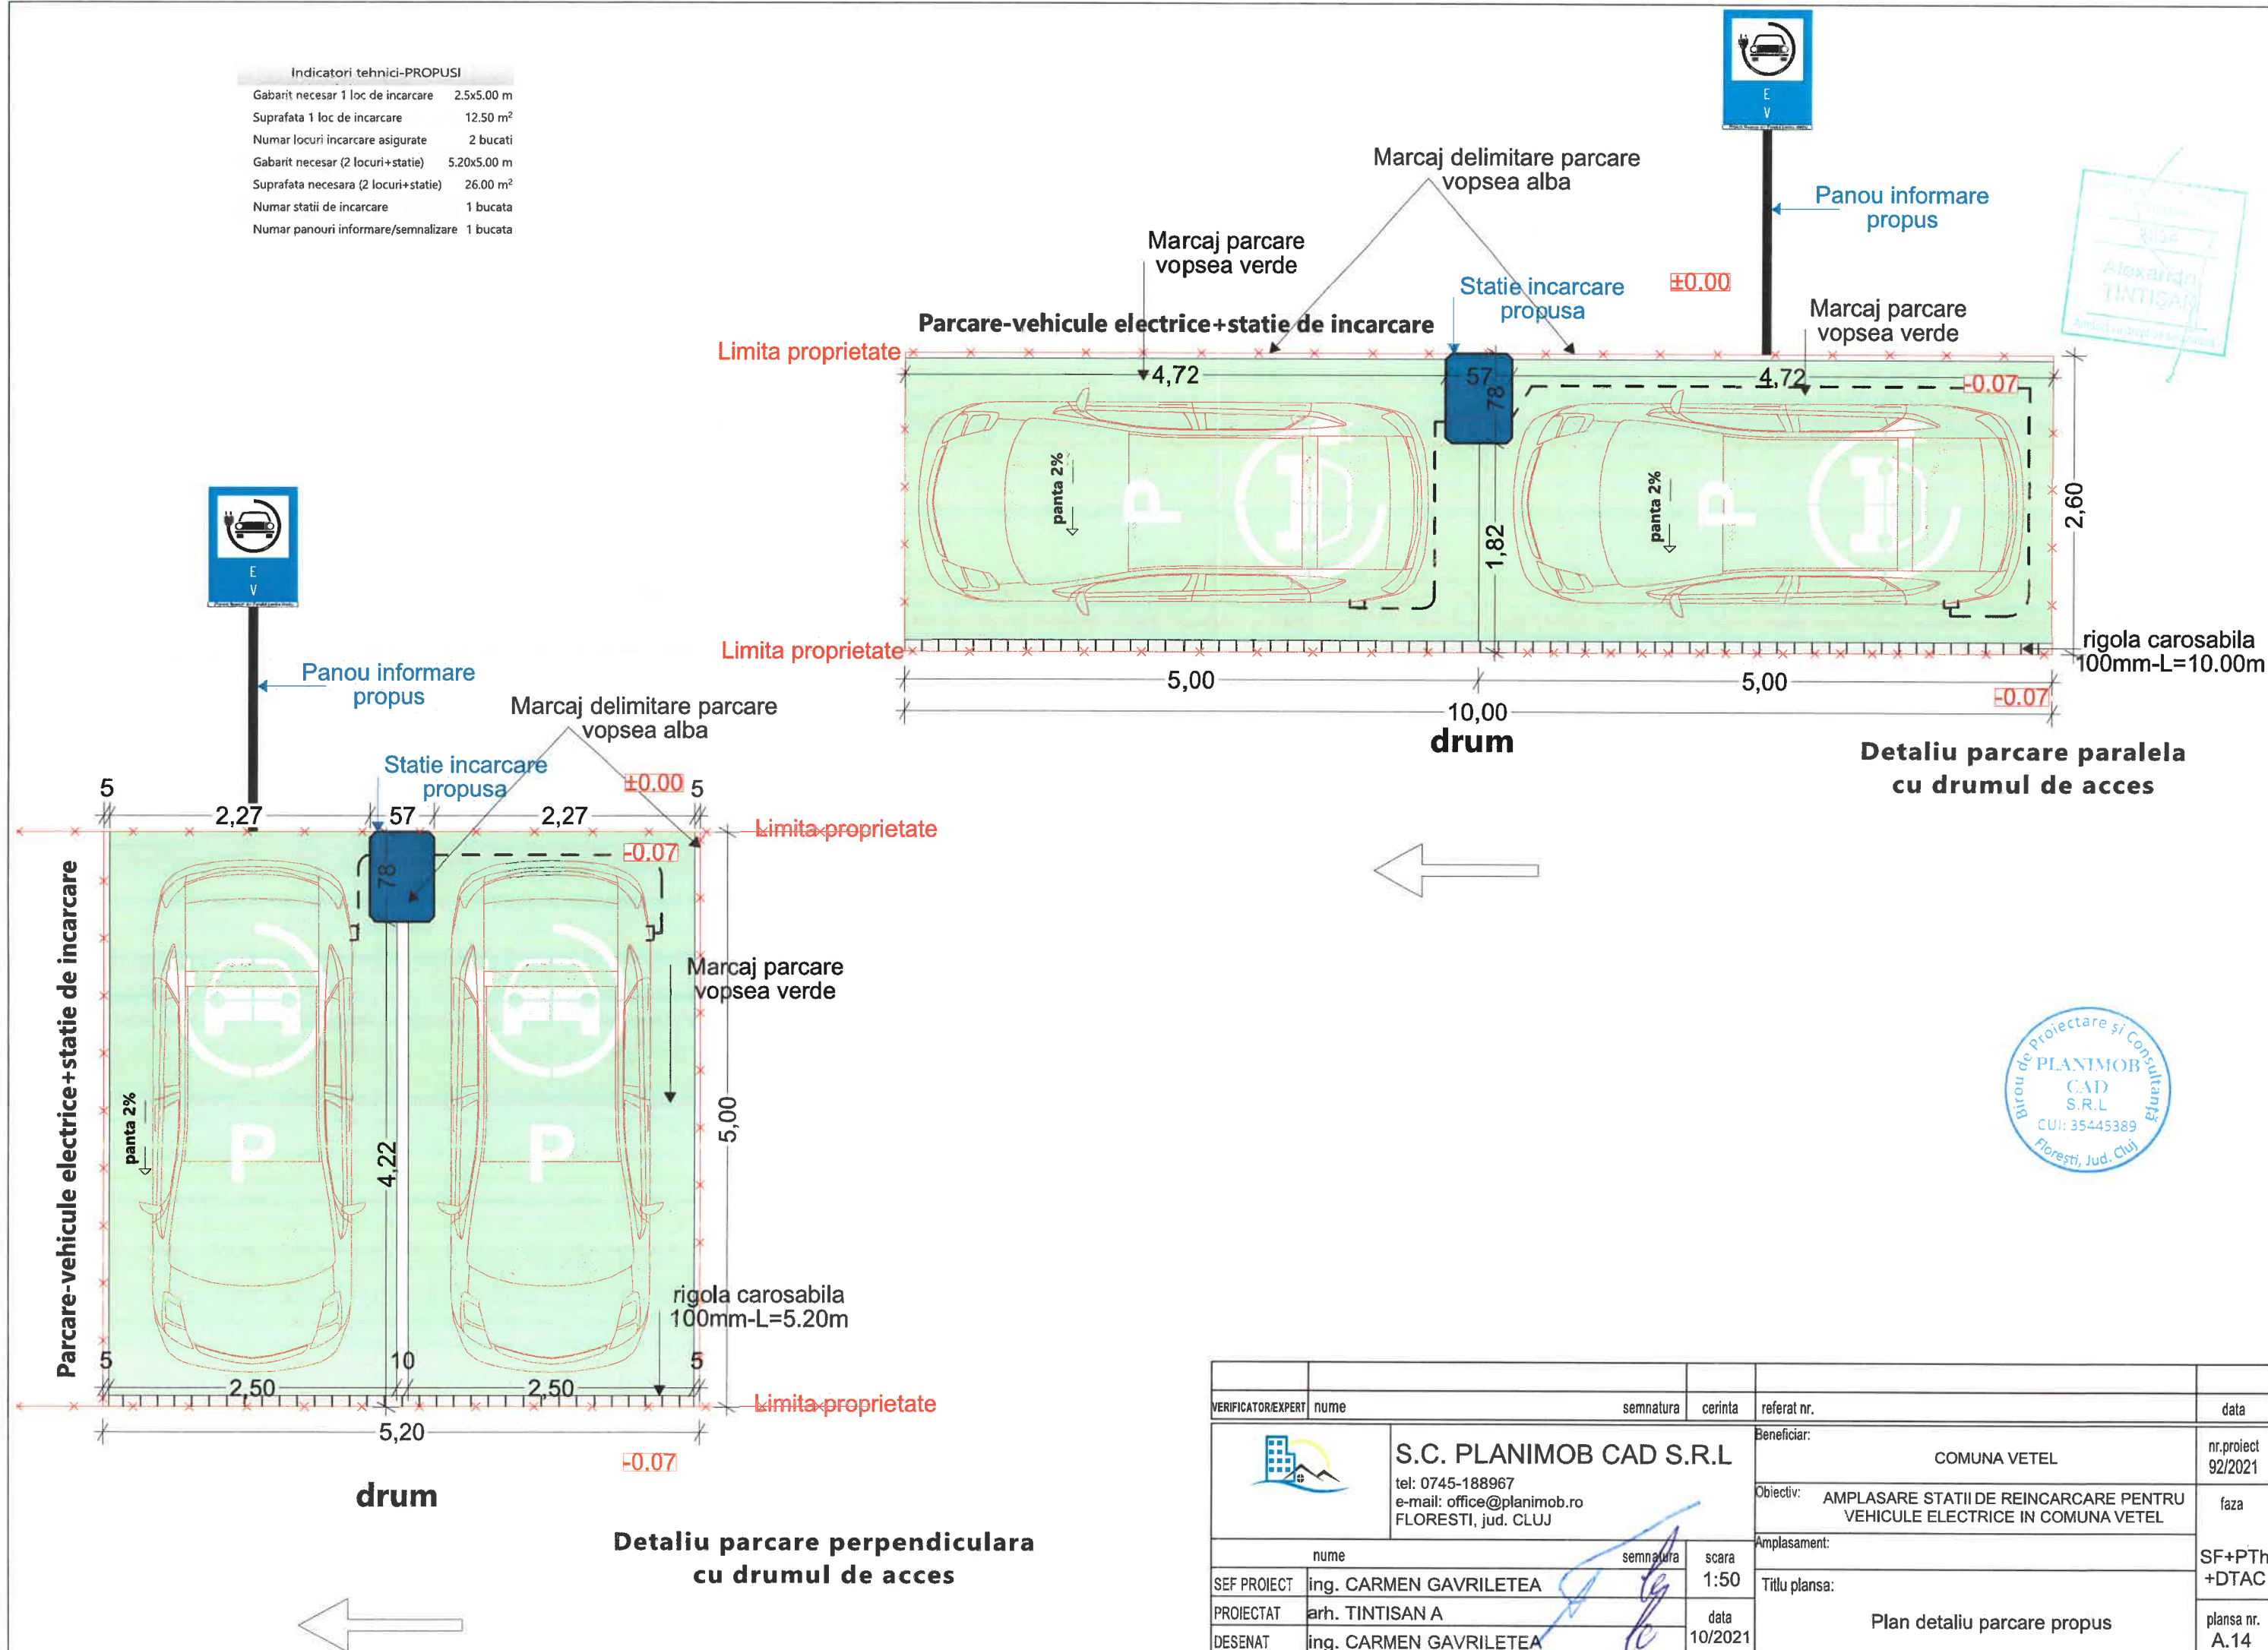 Indicatori tehnici-PROPUSI
Gabarit necesar 1 loc de incarcare 2.5x5.00 m
Suprafata 1 loc de incarcare 12.50 m²
Numar locuri incarcare asigurate 2 bucati
Gabarit necesar (2 locuri+statie) 5.20x5.00 m
Suprafata necesara (2 locuri+statie) 26.00 m²
Numar statii de incarcare 1 bucata
Numar panouri informare/semnalizare 1 bucata
E
V
Marcaj delimitare parcare
vopsea alba
Panou informare
propus
Marcaj parcare
vopsea verde
Statie incarcare
propusa
±0.00
Marcaj parcare
vopsea verde
Parcare-vehicule electrice+statie de incarcare
Limita proprietate
4,72
57
78
4,72
-0.07
panta 2%
P
1,82
panta 2%
P
2,60
Limita proprietate
rigola carosabila
100mm-L=10.00m
5,00
5,00
-0.07
10,00
drum
Detaliu parcare paralela
cu drumul de acces
Alexandru
TINTIȘAN
E
V
Panou informare
propus
Marcaj delimitare parcare
vopsea alba
Statie incarcare
propusa
±0.00
5
5
2,27
57
2,27
Limita proprietate
-0.07
78
Parcare-vehicule electrice+statie de incarcare
Marcaj parcare
vopsea verde
panta 2%
P
P
4,22
5,00
rigola carosabila
100mm-L=5.20m
5
10
5
2,50
2,50
Limita proprietate
5,20
-0.07
drum
Detaliu parcare perpendiculara
cu drumul de acces
Birou de Proiectare și Consultanță
PLANIMOB
CAD
S.R.L
CUI: 35445389
Florești, Jud. Cluj
VERIFICATOR/EXPERT nume semnatura cerinta referat nr. data
S.C. PLANIMOB CAD S.R.L
tel: 0745-188967
e-mail: office@planimob.ro
FLORESTI, jud. CLUJ
Beneficiar:
COMUNA VETEL
nr.proiect
92/2021
Obiectiv: AMPLASARE STATII DE REINCARCARE PENTRU
VEHICULE ELECTRICE IN COMUNA VETEL
faza
SF+PTh
+DTAC
Amplasament:
nume semnatura scara
1:50
SEF PROIECT ing. CARMEN GAVRILETEA
Titlu plansa:
PROIECTAT arh. TINTISAN A
data
10/2021
Plan detaliu parcare propus
plansa nr.
A.14
DESENAT ing. CARMEN GAVRILETEA